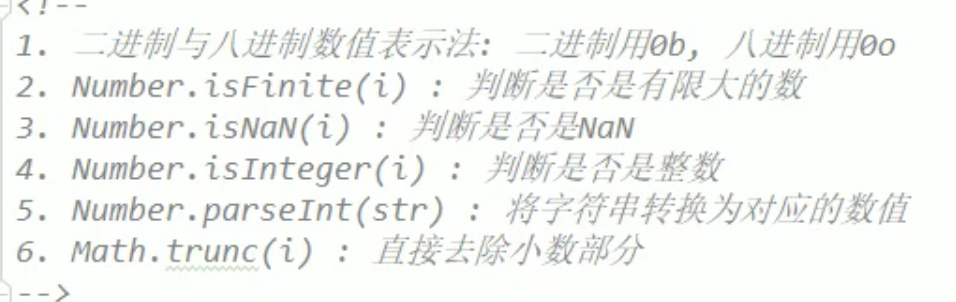 <!--
1. 二进制与八进制数值表示法: 二进制用0b, 八进制用0o
2. Number.isFinite(i) : 判断是否是有限大的数
3. Number.isNaN(i) : 判断是否是NaN
4. Number.isInteger(i) : 判断是否是整数
5. Number.parseInt(str) : 将字符串转换为对应的数值
6. Math.trunc(i) : 直接去除小数部分
-->